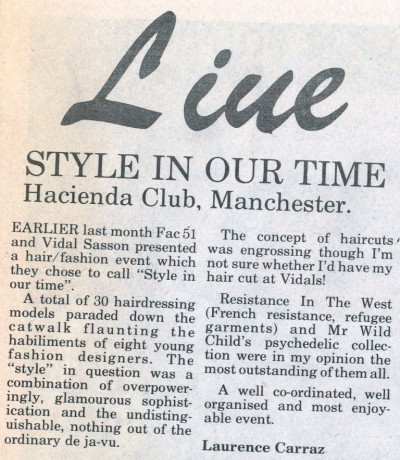 Live
STYLE IN OUR TIME
Hacienda Club, Manchester.
EARLIER last month Fac 51
and Vidal Sasson presented
a hair/fashion event which
they chose to call "Style in
our time".
A total of 30 hairdressing
models paraded down the
catwalk flaunting the
habiliments of eight young
fashion designers. The
"style" in question was a
combination of overpower-
ingly, glamourous sophist-
ication and the undisting-
uishable, nothing out of the
ordinary de ja-vu.
The concept of haircuts
was engrossing though I'm
not sure whether I'd have my
hair cut at Vidals!
Resistance In The West
(French resistance, refugee
garments) and Mr Wild
Child's psychedelic collec-
tion were in my opinion the
most outstanding of them all.
A well co-ordinated, well
organised and most enjoy-
able event.
Laurence Carraz